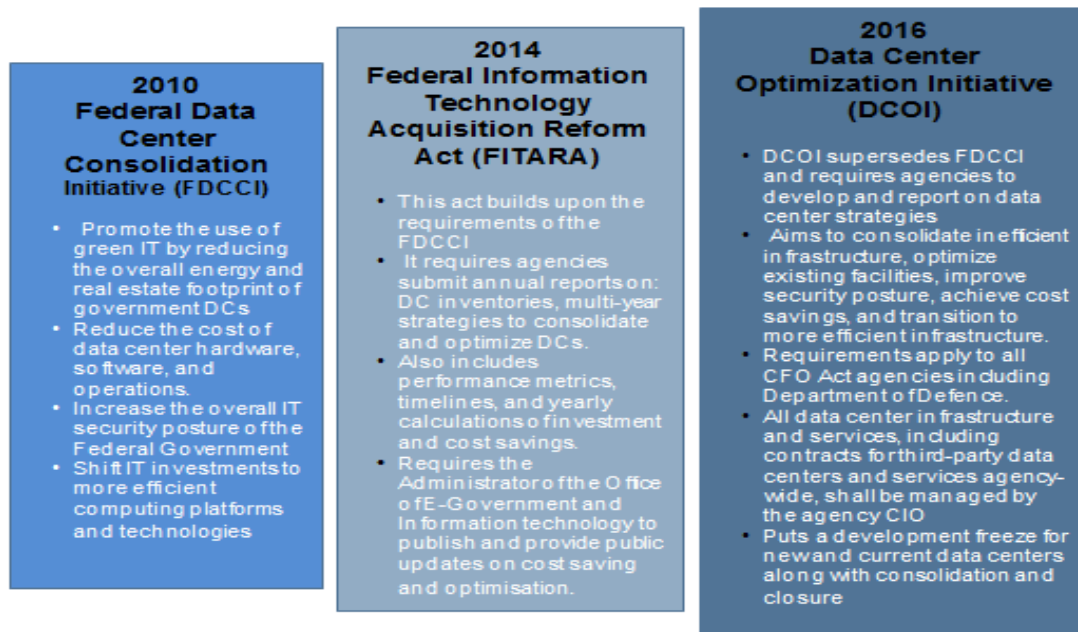 2010
Federal Data
Center
Consolidation
Initiative (FDCCI)
• Promote the use of
green IT by reducing
the overall energy and
real estate footprint of
government DCs
• Reduce the cost of
data center hardware,
software, and
operations.
• Increase the overall IT
security posture of the
Federal Government
• Shift IT investments to
more efficient
computing platforms
and technologies
2014
Federal Information
Technology
Acquisition Reform
Act (FITARA)
• This act builds upon the
requirements of the
FDCCI
• It requires agencies
submit annual reports on:
DC inventories, multi-year
strategies to consolidate
and optimize DCs.
• Also includes
performance metrics,
timelines, and yearly
calculations of investment
and cost savings.
• Requires the
Administrator of the Office
of E-Government and
Information technology to
publish and provide public
updates on cost saving
and optimisation.
2016
Data Center
Optimization Initiative
(DCOI)
• DCOI supersedes FDCCI
and requires agencies to
develop and report on data
center strategies
• Aims to consolidate inefficient
infrastructure, optimize
existing facilities, improve
security posture, achieve cost
savings, and transition to
more efficient infrastructure.
• Requirements apply to all
CFO Act agencies including
Department of Defence.
• All data center infrastructure
and services, including
contracts for third-party data
centers and services agency-
wide, shall be managed by
the agency CIO
• Puts a development freeze for
new and current data centers
along with consolidation and
closure